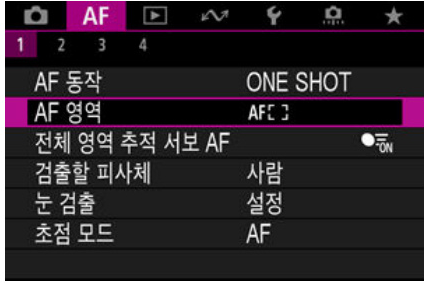 AF
1 2 3 4
AF 동작 ONE SHOT
AF 영역 AF[ ]
전체 영역 추적 서보 AF ON
검출할 피사체 사람
눈 검출 설정
초점 모드 AF